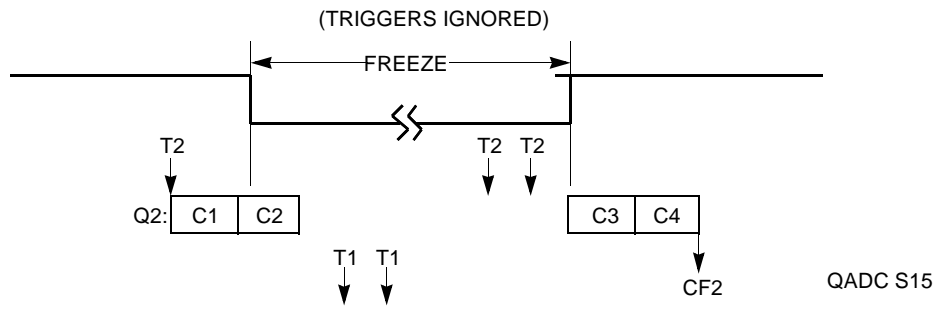 (TRIGGERS IGNORED)
FREEZE
T2 T2 T2
Q2: C1 C2 C3 C4
T1 T1
CF2
QADC S15